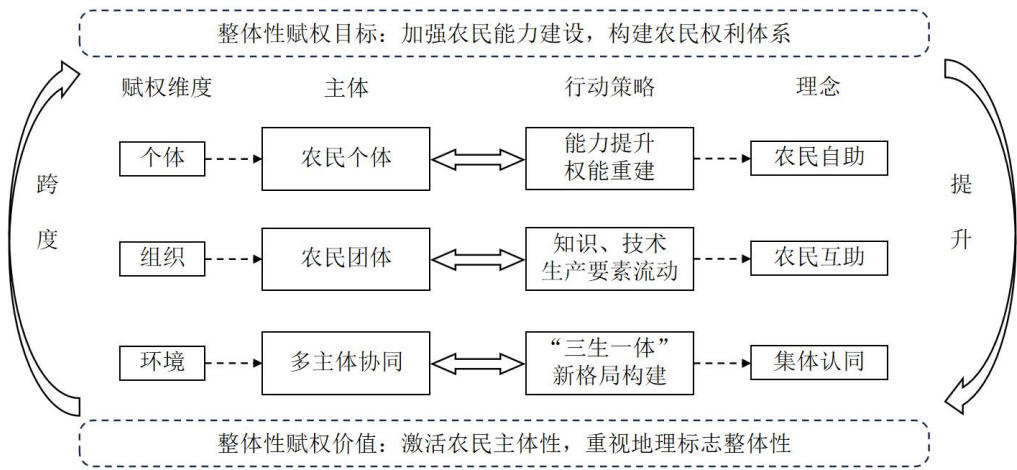 整体性赋权目标：加强农民能力建设，构建农民权利体系
赋权维度 主体 行动策略 理念
个体 农民个体 能力提升 农民自助
权能重建
跨度
提升
组织 农民团体 知识、技术 农民互助
生产要素流动
环境 多主体协同 “三生一体” 集体认同
新格局构建
整体性赋权价值：激活农民主体性，重视地理标志整体性